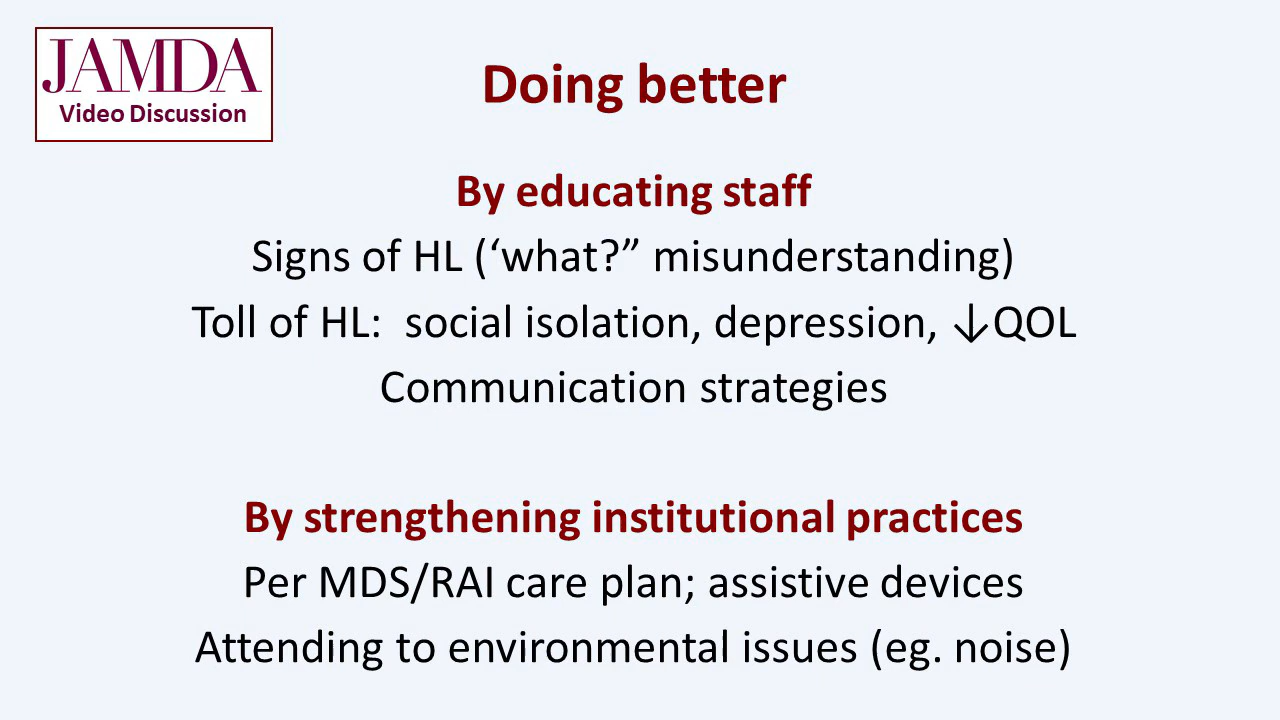 JAMDA
Video Discussion
Doing better
By educating staff
Signs of HL (‘what?” misunderstanding)
Toll of HL:  social isolation, depression, ↓QOL
Communication strategies
By strengthening institutional practices
Per MDS/RAI care plan; assistive devices
Attending to environmental issues (eg. noise)